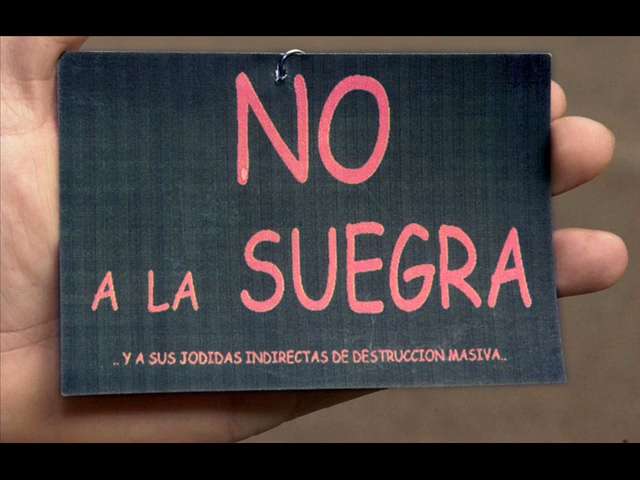 NO
A LA SUEGRA
.. Y A SUS JODIDAS INDIRECTAS DE DESTRUCCION MASIVA..